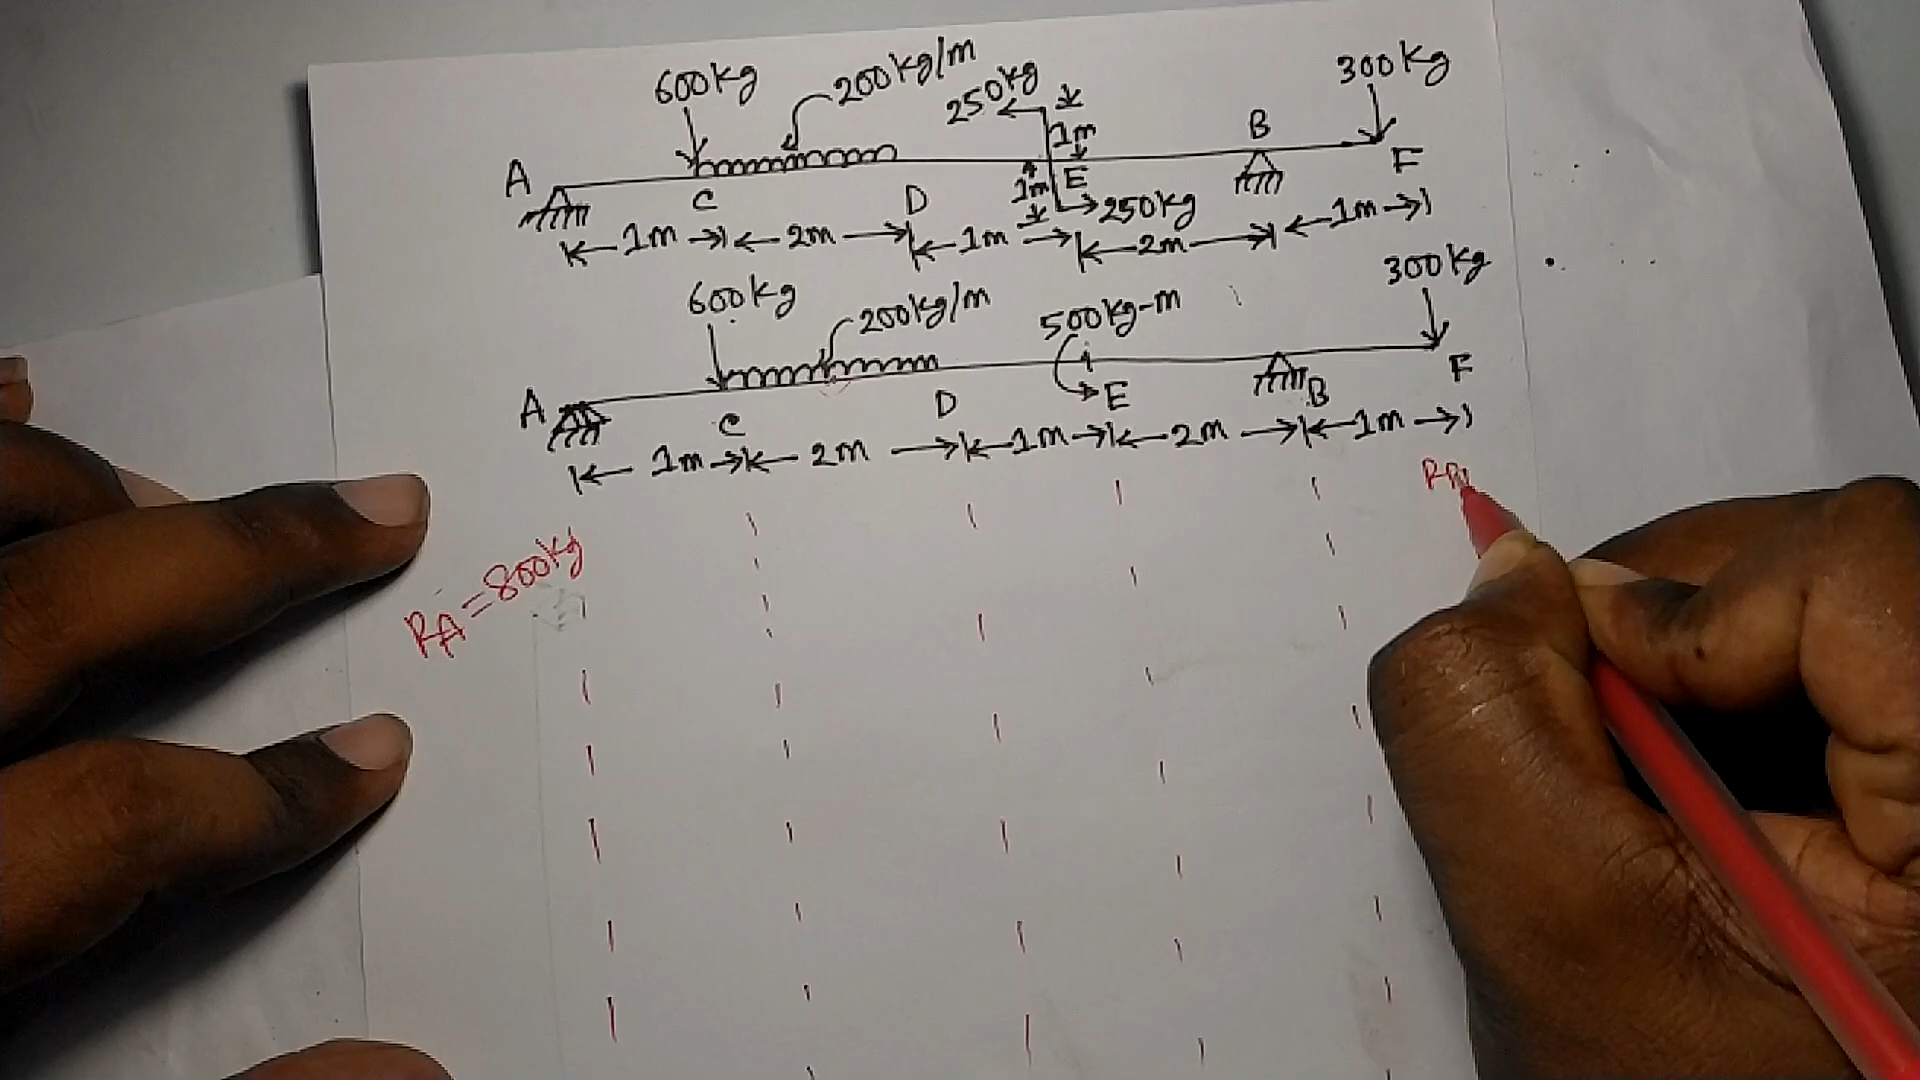 600kg 200kg/m 250kg 300kg
1m
A B
C D 1m E F
250kg
1m 2m 1m 2m 1m
600kg 200kg/m 500kg-m 300kg
A C D E B F
1m 2m 1m 2m 1m
RA=800kg